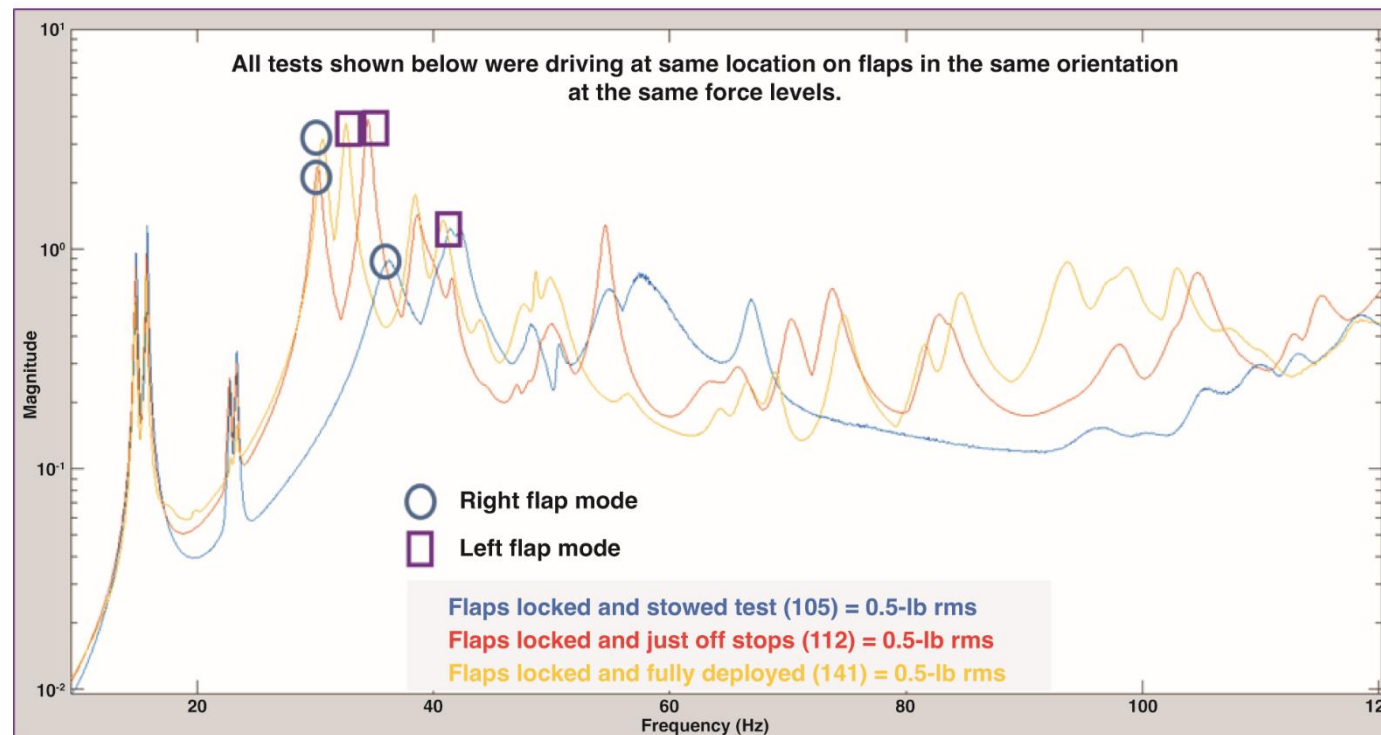 All tests shown below were driving at same location on flaps in the same orientation
at the same force levels.
10¹
10⁰
10⁻¹
10⁻²
Magnitude
Right flap mode
Left flap mode
Flaps locked and stowed test (105) = 0.5-lb rms
Flaps locked and just off stops (112) = 0.5-lb rms
Flaps locked and fully deployed (141) = 0.5-lb rms
20 40 60 80 100 12
Frequency (Hz)